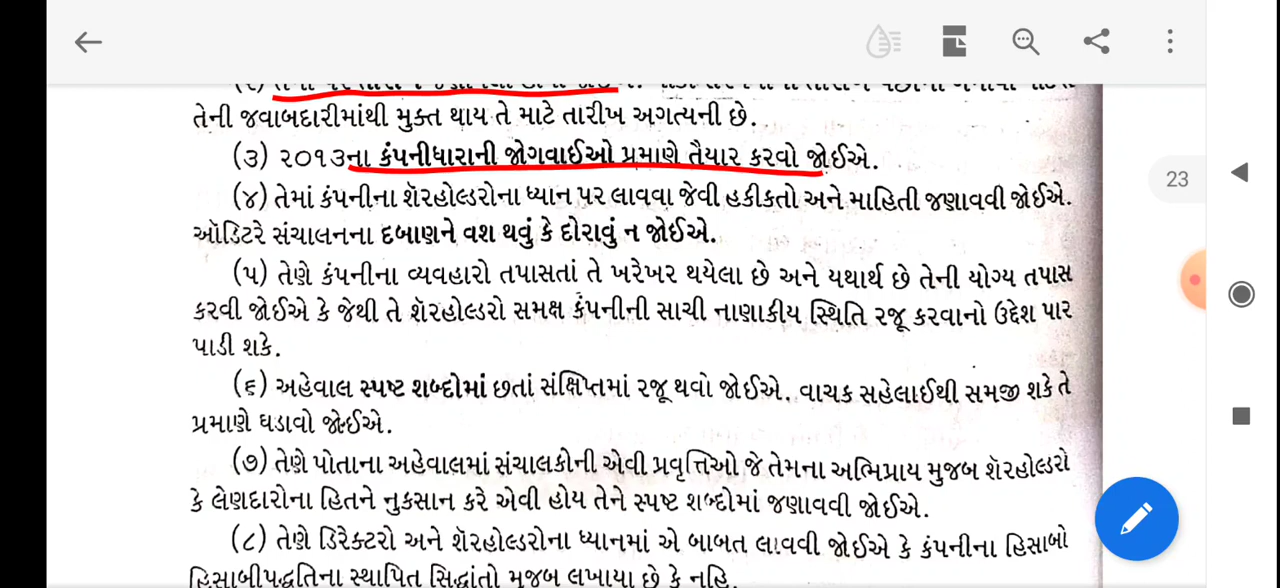 તેની જવાબદારીમાંથી મુક્ત થાય તે માટે તારીખ અગત્યની છે.
(૩) ૨૦૧૩ના કંપનીધારાની જોગવાઈઓ પ્રમાણે તૈયાર કરવો જોઈએ.
23
(૪) તેમાં કંપનીના શૅરહોલ્ડરોના ધ્યાન પર લાવવા જેવી હકીકતો અને માહિતી જણાવવી જોઈએ.
ઑડિટરે સંચાલનના દબાણને વશ થવું કે દોરાવું ન જોઈએ.
(૫) તેણે કંપનીના વ્યવહારો તપાસતાં તે ખરેખર થયેલા છે અને યથાર્થ છે તેની યોગ્ય તપાસ
કરવી જોઈએ કે જેથી તે શૅરહોલ્ડરો સમક્ષ કંપનીની સાચી નાણાકીય સ્થિતિ રજૂ કરવાનો ઉદ્દેશ પાર
પાડી શકે.
(૬) અહેવાલ સ્પષ્ટ શબ્દોમાં છતાં સંક્ષિપ્તમાં રજૂ થવો જોઈએ. વાચક સહેલાઈથી સમજી શકે તે
પ્રમાણે ઘડાવો જોઈએ.
(૭) તેણે પોતાના અહેવાલમાં સંચાલકોની એવી પ્રવૃત્તિઓ જે તેમના અભિપ્રાય મુજબ શૅરહોલ્ડરો
કે લેણદારોના હિતને નુકસાન કરે એવી હોય તેને સ્પષ્ટ શબ્દોમાં જણાવવી જોઈએ.
(૮) તેણે ડિરેક્ટરો અને શૅરહોલ્ડરોના ધ્યાનમાં એ બાબત લાવવી જોઈએ કે કંપનીના હિસાબો
હિસાબીપદ્ધતિના સ્થાપિત સિદ્ધાંતો મુજબ લખાયા છે કે નહિ.